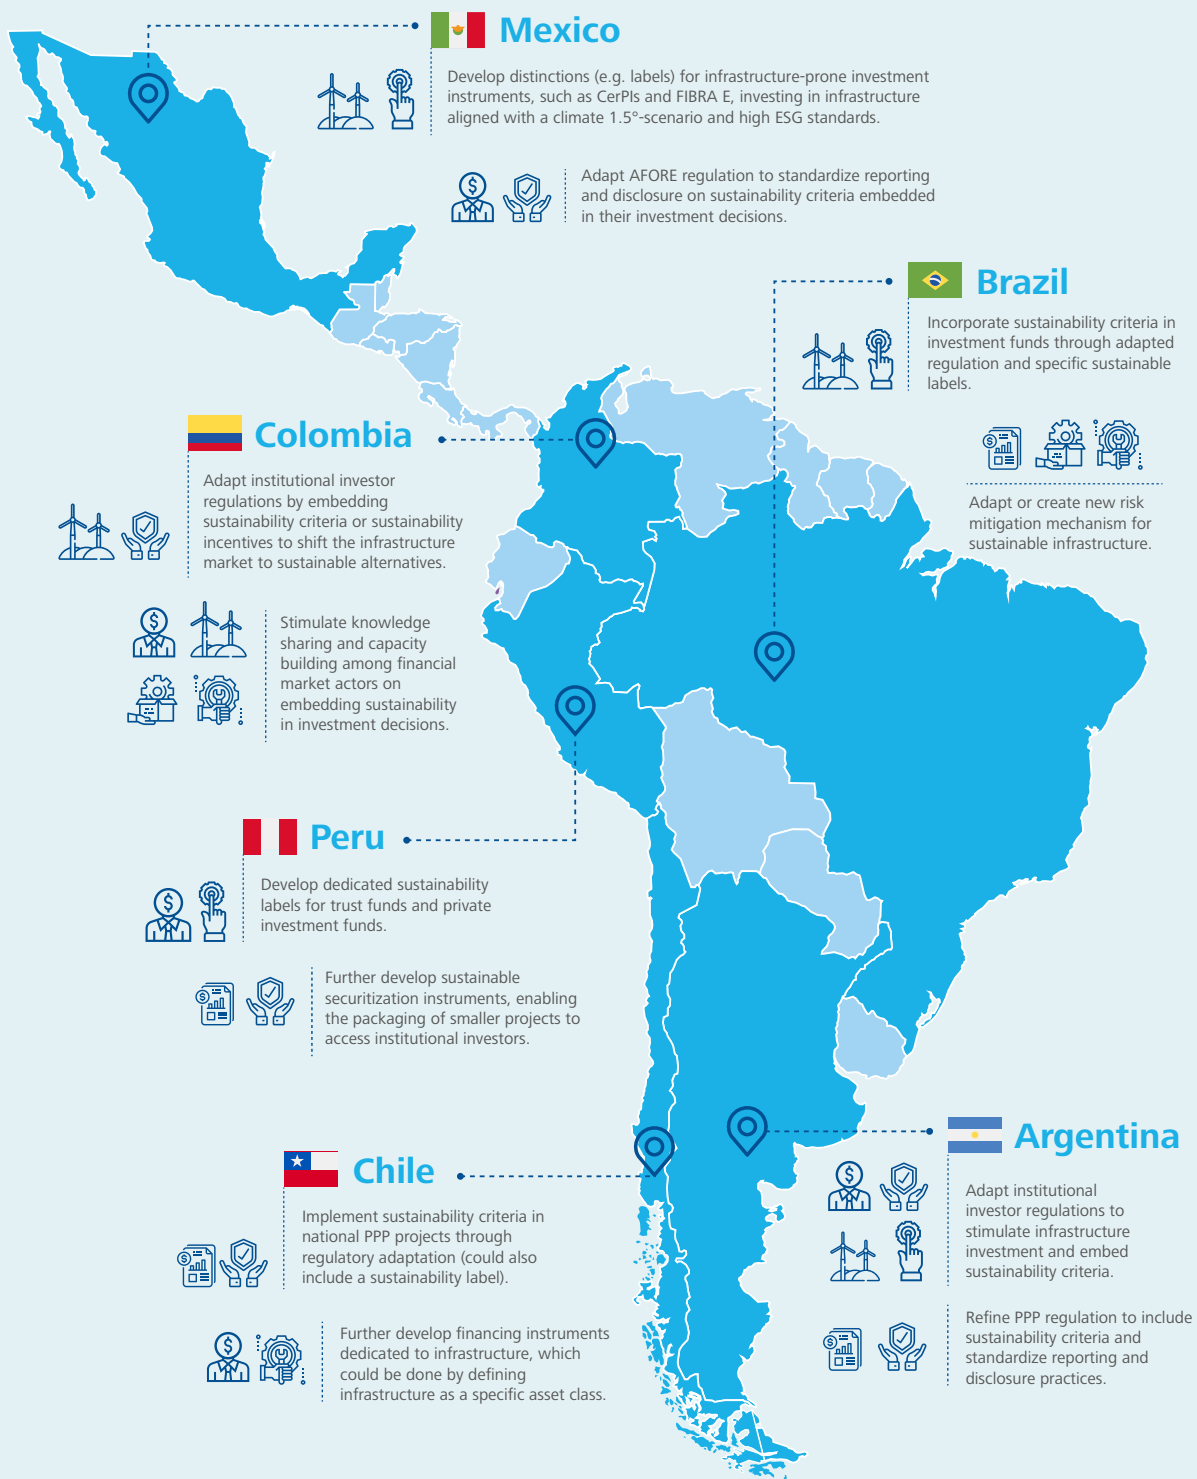 Mexico
Develop distinctions (e.g. labels) for infrastructure-prone investment
instruments, such as CerPIs and FIBRA E, investing in infrastructure
aligned with a climate 1.5°-scenario and high ESG standards.
Adapt AFORE regulation to standardize reporting
and disclosure on sustainability criteria embedded
in their investment decisions.
Brazil
Incorporate sustainability criteria in
investment funds through adapted
regulation and specific sustainable
labels.
Adapt or create new risk
mitigation mechanism for
sustainable infrastructure.
Colombia
Adapt institutional investor
regulations by embedding
sustainability criteria or sustainability
incentives to shift the infrastructure
market to sustainable alternatives.
Stimulate knowledge
sharing and capacity
building among financial
market actors on
embedding sustainability
in investment decisions.
Peru
Develop dedicated sustainability
labels for trust funds and private
investment funds.
Further develop sustainable
securitization instruments, enabling
the packaging of smaller projects to
access institutional investors.
Chile
Implement sustainability criteria in
national PPP projects through
regulatory adaptation (could also
include a sustainability label).
Further develop financing instruments
dedicated to infrastructure, which
could be done by defining
infrastructure as a specific asset class.
Argentina
Adapt institutional
investor regulations to
stimulate infrastructure
investment and embed
sustainability criteria.
Refine PPP regulation to include
sustainability criteria and
standardize reporting and
disclosure practices.